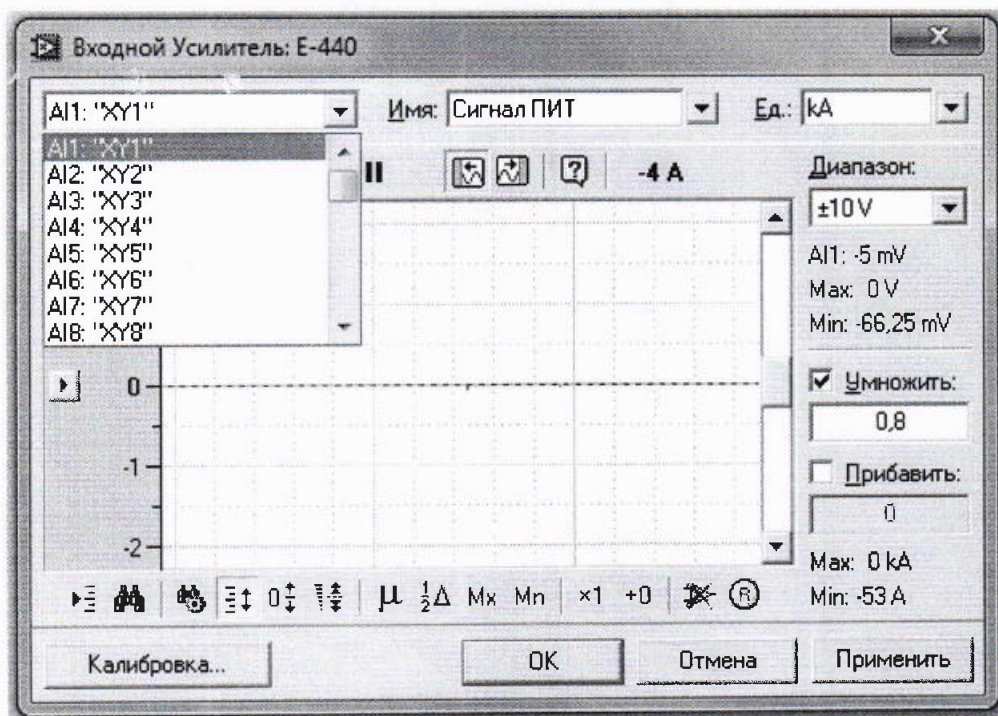 Входной Усилитель: E-440
AI1: "XY1"
Имя: Сигнал ПИТ
Ед.: kA
AI1: "XY1"
AI2: "XY2"
AI3: "XY3"
AI4: "XY4"
AI5: "XY5"
AI6: "XY6"
AI7: "XY7"
AI8: "XY8"
-4 A
Диапазон:
±10V
AI1: -5 mV
Max: 0 V
Min: -66,25 mV
0
-1
-2
Умножить:
0,8
Прибавить:
0
Max: 0 kA
Min: -53 A
0
μ ½Δ Mx Mn ×1 +0 R
Калибровка...
OK
Отмена
Применить